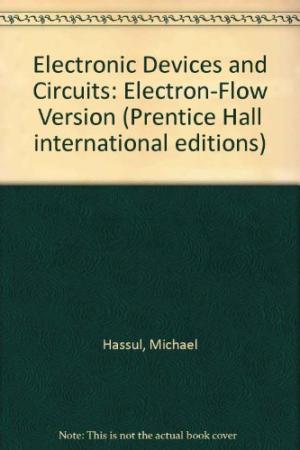 Electronic Devices and
Circuits: Electron-Flow
Version (Prentice Hall
international editions)
Hassul, Michael
Note: This is not the actual book cover